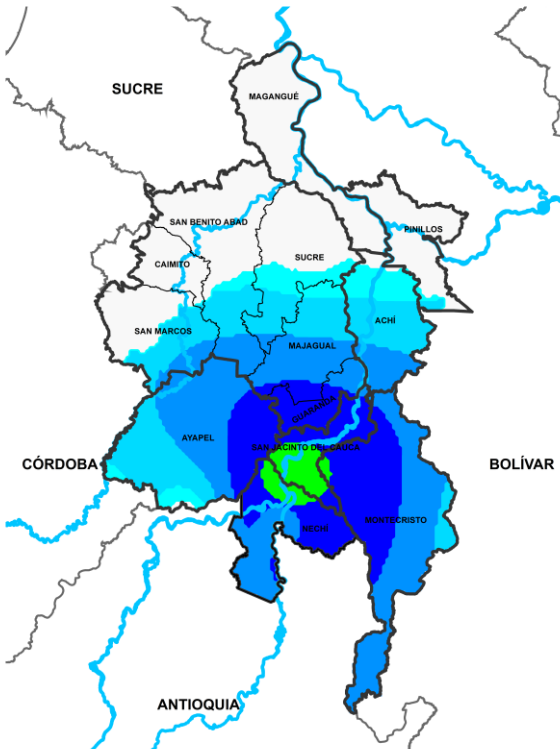 SUCRE
MAGANGUÉ
SAN BENITO ABAD
PINILLOS
CAIMITO
SUCRE
SAN MARCOS
ACHÍ
MAJAGUAL
GUARANDA
AYAPEL
SAN JACINTO DEL CAUCA
CÓRDOBA
BOLÍVAR
MONTECRISTO
NECHÍ
ANTIOQUIA